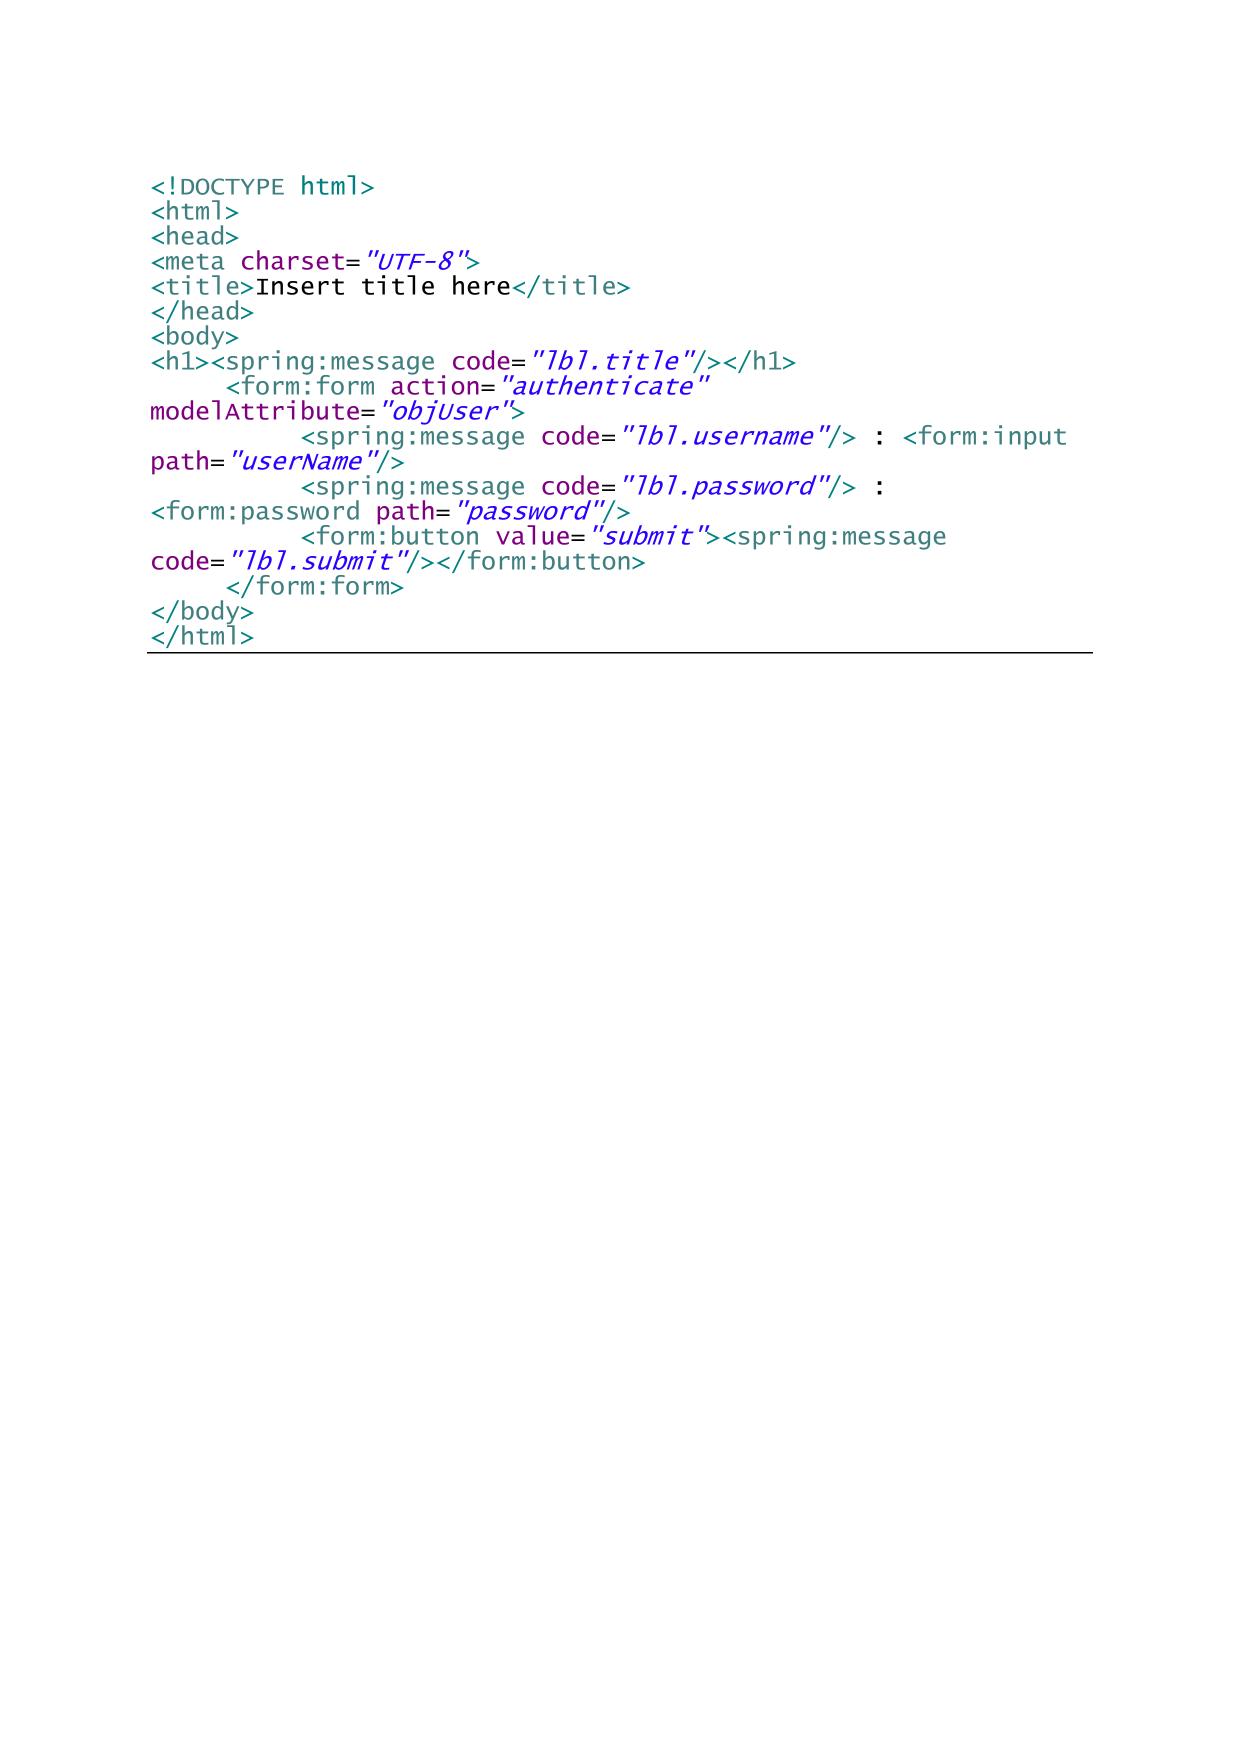 <!DOCTYPE html>
<html>
<head>
<meta charset="UTF-8">
<title>Insert title here</title>
</head>
<body>
<h1><spring:message code="lbl.title"/></h1>
     <form:form action="authenticate"
modelAttribute="objUser">
          <spring:message code="lbl.username"/> : <form:input
path="userName"/>
          <spring:message code="lbl.password"/> :
<form:password path="password"/>
          <form:button value="submit"><spring:message
code="lbl.submit"/></form:button>
     </form:form>
</body>
</html>